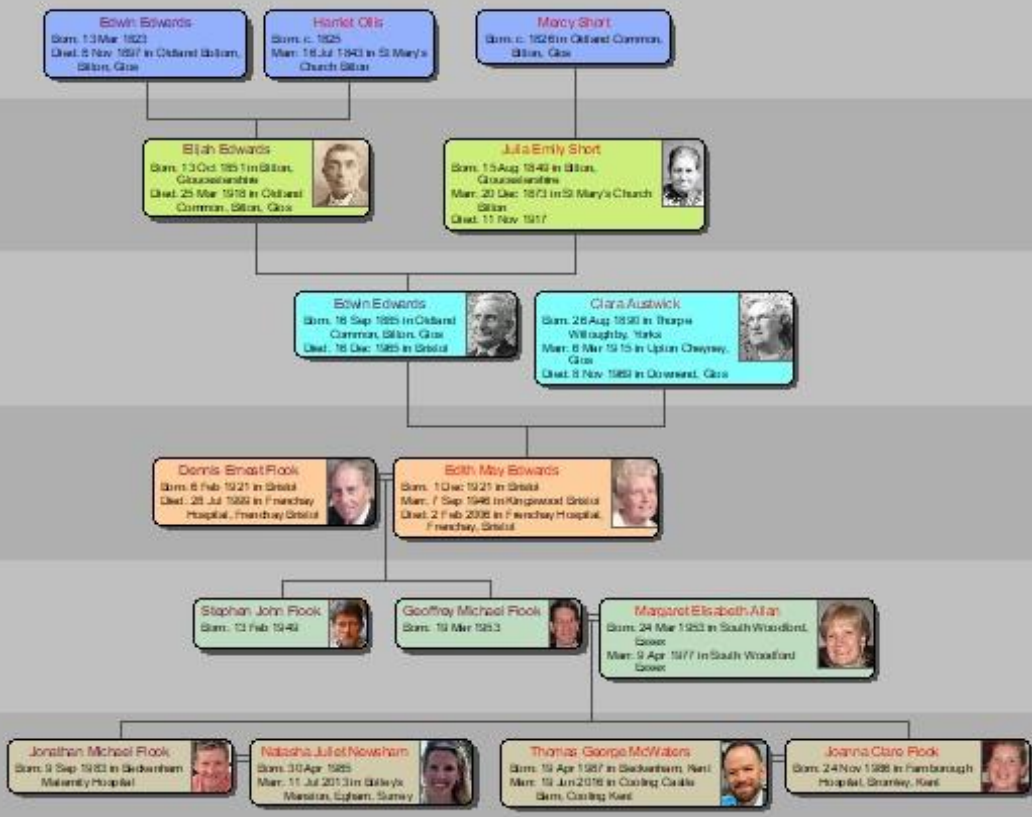 Edwin Edwards
Born: 13 Mar 1823
Died: 8 Nov 1897 in Oldland Bottom,
Bitton, Glos
Harriet Ollis
Born: c. 1825
Marr: 16 Jul 1843 in St Mary's
Church Bitton
Mercy Short
Born: c. 1826 in Oldland Common,
Bitton, Glos
Elijah Edwards
Born: 13 Oct 1851 in Bitton,
Gloucestershire
Died: 25 Mar 1918 in Oldland
Common, Bitton, Glos
Julia Emily Short
Born: 15 Aug 1849 in Bitton,
Gloucestershire
Marr: 20 Dec 1873 in St Mary's Church
Bitton
Died: 11 Nov 1917
Edwin Edwards
Born: 16 Sep 1885 in Oldland
Common, Bitton, Glos
Died: 16 Dec 1965 in Bristol
Clara Austwick
Born: 26 Aug 1890 in Thorpe
Willoughby, Yorks
Marr: 6 Mar 1915 in Upton Cheyney,
Glos
Died: 8 Nov 1969 in Downend, Glos
Dennis Ernest Flook
Born: 6 Feb 1921 in Bristol
Died: 28 Jul 1999 in Frenchay
Hospital, Frenchay Bristol
Edith May Edwards
Born: 1 Dec 1921 in Bristol
Marr: 7 Sep 1946 in Kingswood Bristol
Died: 2 Feb 2006 in Frenchay Hospital,
Frenchay, Bristol
Stephen John Flook
Born: 13 Feb 1949
Geoffrey Michael Flook
Born: 19 Mar 1953
Margaret Elisabeth Allan
Born: 24 Mar 1953 in South Woodford,
Essex
Marr: 9 Apr 1977 in South Woodford
Essex
Jonathan Michael Flook
Born: 9 Sep 1983 in Beckenham
Maternity Hospital
Natasha Juliet Newsham
Born: 30 Apr 1985
Marr: 11 Jul 2013 in
Mansion, Egham, Surrey
Thomas George McWaters
Born: 19 Apr 1987 in Beckenham, Kent
Marr: 19 Jun 2016 in Cooling Castle
Barn, Cooling Kent
Joanna Clare Flook
Born: 24 Nov 1986 in Farnborough
Hospital, Bromley, Kent